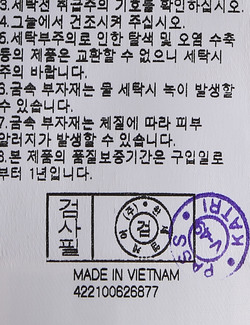 3.세탁전 취급주의 기호를 확인하십시오.
4.그늘에서 건조시켜 주십시오.
5.세탁부주의로 인한 탈색 및 오염 수축
등의 제품은 교환할 수 없으니 세탁시
주의 바랍니다.
6.금속 부자재는 물 세탁시 녹이 발생할
수 있습니다.
7.금속 부자재는 체질에 따라 피부
알러지가 발생할 수 있습니다.
8.본 제품의 품질보증기간은 구입일로
부터 1년입니다.
검사필
(주)
검
KATRI
PASS
MADE IN VIETNAM
422100626877